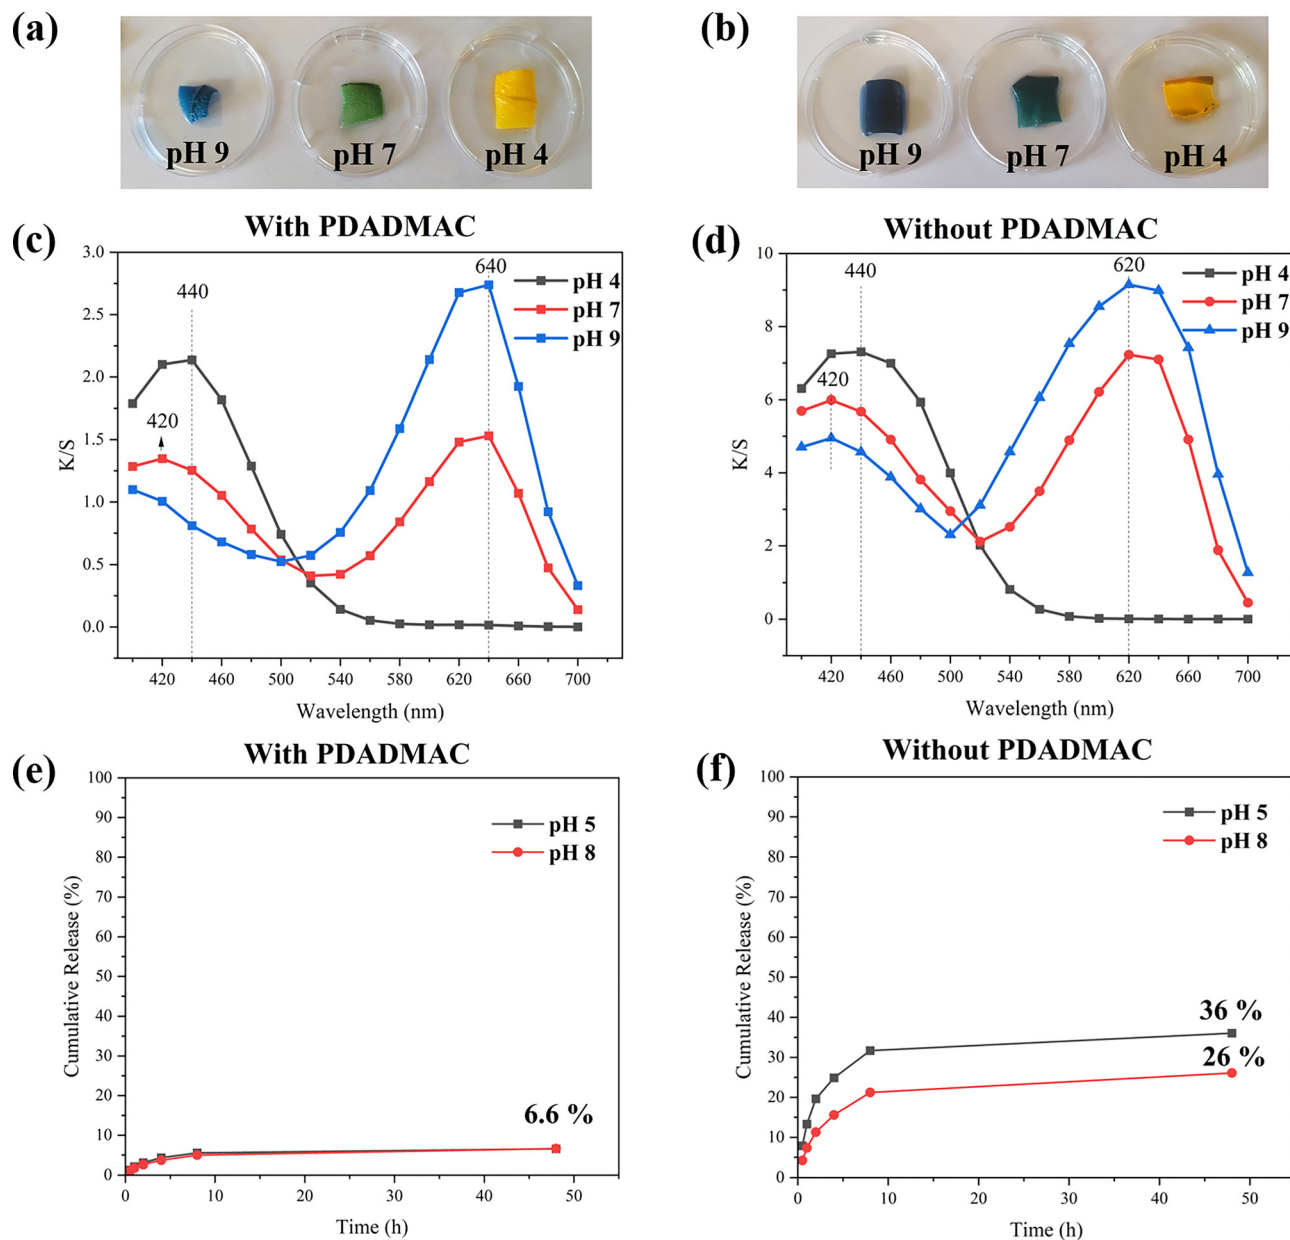 (a)
pH 9
pH 7
pH 4
(b)
pH 9
pH 7
pH 4
(c)
With PDADMAC
3.0
2.5
2.0
1.5
1.0
0.5
0.0
K/S
440
420
640
pH 4
pH 7
pH 9
420 460 500 540 580 620 660 700
Wavelength (nm)
(d)
Without PDADMAC
10
8
6
4
2
0
K/S
440
420
620
pH 4
pH 7
pH 9
420 460 500 540 580 620 660 700
Wavelength (nm)
(e)
With PDADMAC
100
90
80
70
60
50
40
30
20
10
0
Cumulative Release (%)
pH 5
pH 8
6.6 %
0 10 20 30 40 50
Time (h)
(f)
Without PDADMAC
100
90
80
70
60
50
40
30
20
10
0
Cumulative Release (%)
pH 5
pH 8
36 %
26 %
0 10 20 30 40 50
Time (h)